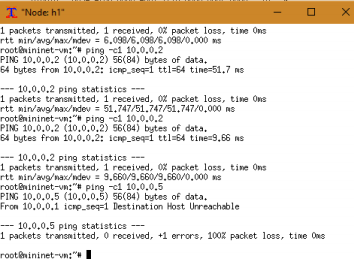 "Node: h1"
1 packets transmitted, 1 received, 0% packet loss, time 0ms
rtt min/avg/max/mdev = 6.098/6.098/6.098/0.000 ms
root@mininet-vm:~# ping -c1 10.0.0.2
PING 10.0.0.2 (10.0.0.2) 56(84) bytes of data.
64 bytes from 10.0.0.2: icmp_seq=1 ttl=64 time=51.7 ms

--- 10.0.0.2 ping statistics ---
1 packets transmitted, 1 received, 0% packet loss, time 0ms
rtt min/avg/max/mdev = 51.747/51.747/51.747/0.000 ms
root@mininet-vm:~# ping -c1 10.0.0.2
PING 10.0.0.2 (10.0.0.2) 56(84) bytes of data.
64 bytes from 10.0.0.2: icmp_seq=1 ttl=64 time=9.66 ms

--- 10.0.0.2 ping statistics ---
1 packets transmitted, 1 received, 0% packet loss, time 0ms
rtt min/avg/max/mdev = 9.660/9.660/9.660/0.000 ms
root@mininet-vm:~# ping -c1 10.0.0.5
PING 10.0.0.5 (10.0.0.5) 56(84) bytes of data.
From 10.0.0.1 icmp_seq=1 Destination Host Unreachable

--- 10.0.0.5 ping statistics ---
1 packets transmitted, 0 received, +1 errors, 100% packet loss, time 0ms

root@mininet-vm:~#